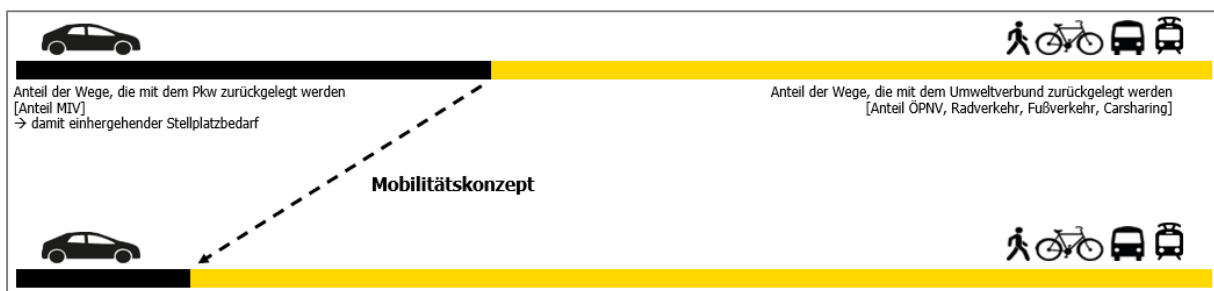 Anteil der Wege, die mit dem Pkw zurückgelegt werden
[Anteil MIV]
→ damit einhergehender Stellplatzbedarf
Anteil der Wege, die mit dem Umweltverbund zurückgelegt werden
[Anteil ÖPNV, Radverkehr, Fußverkehr, Carsharing]
Mobilitätskonzept